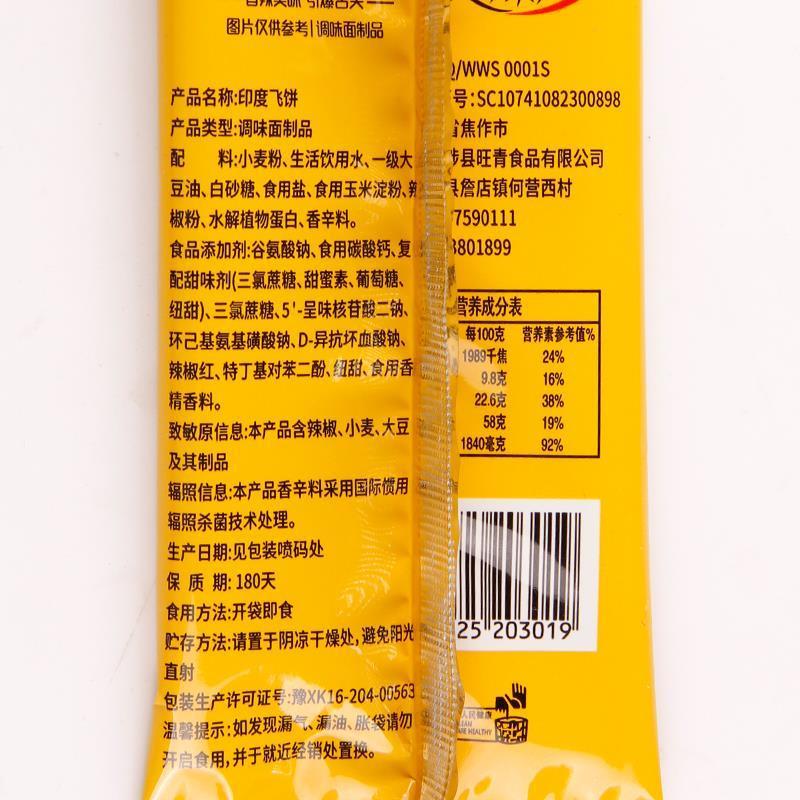 图片仅供参考|调味面制品
产品名称:印度飞饼
产品类型:调味面制品
配 料:小麦粉、生活饮用水、一级大
豆油、白砂糖、食用盐、食用玉米淀粉、辣
椒粉、水解植物蛋白、香辛料。
食品添加剂:谷氨酸钠、食用碳酸钙、复
配甜味剂(三氯蔗糖、甜蜜素、葡萄糖、
纽甜)、三氯蔗糖、5'-呈味核苷酸二钠、
环己基氨基磺酸钠、D-异抗坏血酸钠、
辣椒红、特丁基对苯二酚、纽甜、食用香
精香料。
致敏原信息:本产品含辣椒、小麦、大豆
及其制品
辐照信息:本产品香辛料采用国际惯用
辐照杀菌技术处理。
生产日期:见包装喷码处
保 质 期: 180天
食用方法:开袋即食
贮存方法:请置于阴凉干燥处,避免阳光
直射
包装生产许可证号:豫XK16-204-00563
温馨提示:如发现漏气、漏油、胀袋请勿
开启食用,并于就近经销处置换。
Q/WWS 0001S
号:SC10741082300898
省焦作市
陟县旺青食品有限公司
县詹店镇何营西村
7590111
3801899
营养成分表
每100克 营养素参考值%
1989千焦 24%
9.8克 16%
22.6克 38%
58克 19%
1840毫克 92%
25 203019
人民健康